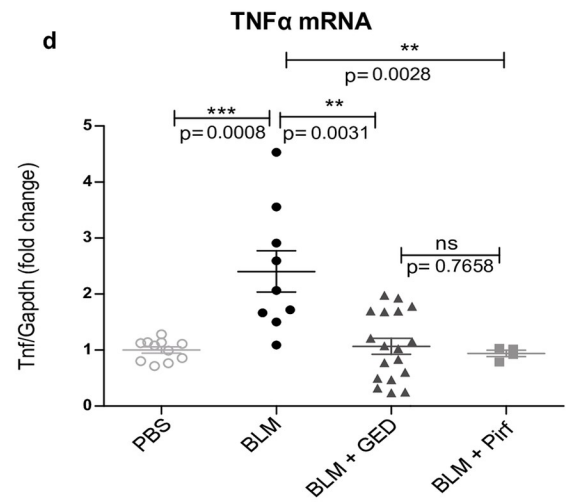 TNFα mRNA
d
**
p= 0.0028
*** **
p= 0.0008 p= 0.0031
5
4
3
2
1
0
Tnf/Gapdh (fold change)
ns
p= 0.7658
PBS
BLM
BLM + GED
BLM + Pirf